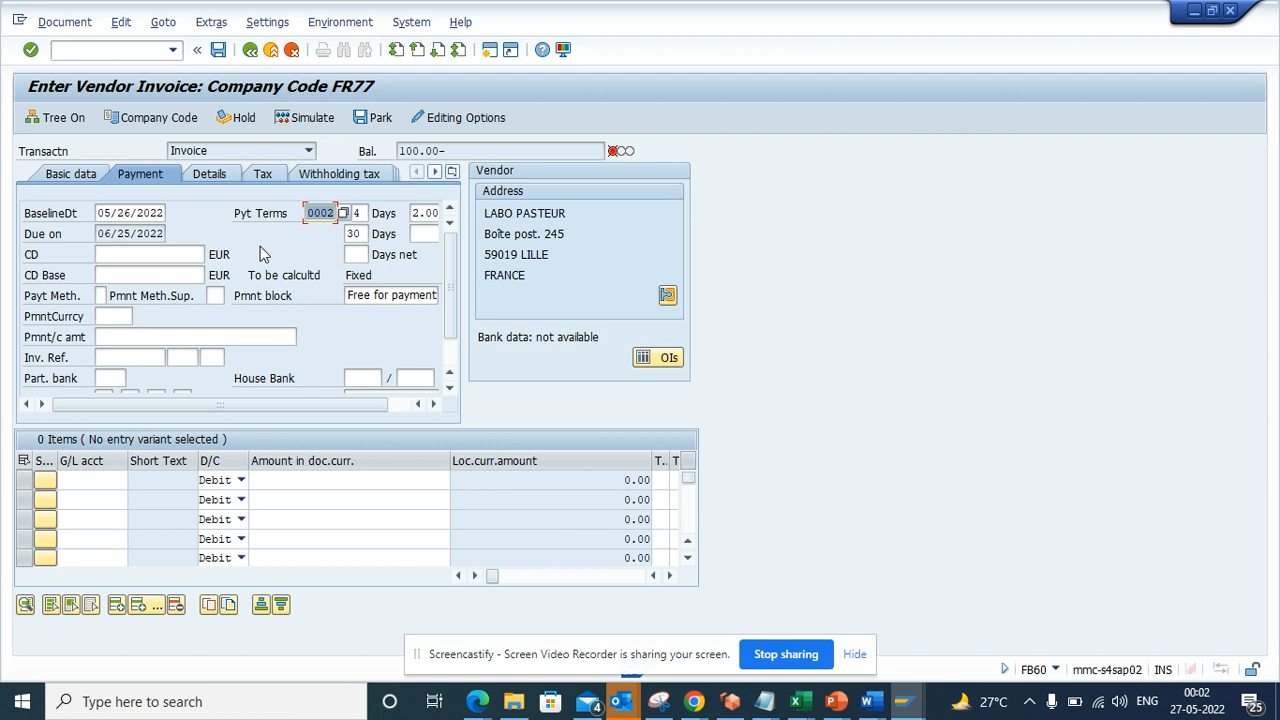 Document Edit Goto Extras Settings Environment System Help
Enter Vendor Invoice: Company Code FR77
Tree On Company Code Hold Simulate Park Editing Options
Transactn Invoice Bal. 100.00-
Basic data Payment Details Tax Withholding tax
BaselineDt 05/26/2022 Pyt Terms 0002 4 Days 2.00
Due on 06/25/2022 30 Days
CD EUR Days net
CD Base EUR To be calcultd Fixed
Payt Meth. Pmnt Meth.Sup. Pmnt block Free for payment
PmntCurrcy
Pmnt/c amt
Inv. Ref.
Part. bank House Bank /
Vendor
Address
LABO PASTEUR
Boîte post. 245
59019 LILLE
FRANCE
Bank data: not available
OIs
0 Items ( No entry variant selected )
S... G/L acct Short Text D/C Amount in doc.curr. Loc.curr.amount T.. T
Debit 0.00
Debit 0.00
Debit 0.00
Debit 0.00
Debit 0.00
Screencastify - Screen Video Recorder is sharing your screen. Stop sharing Hide
FB60 mmc-s4sap02 INS
Type here to search 4 27°C ENG 00:02 27-05-2022 25